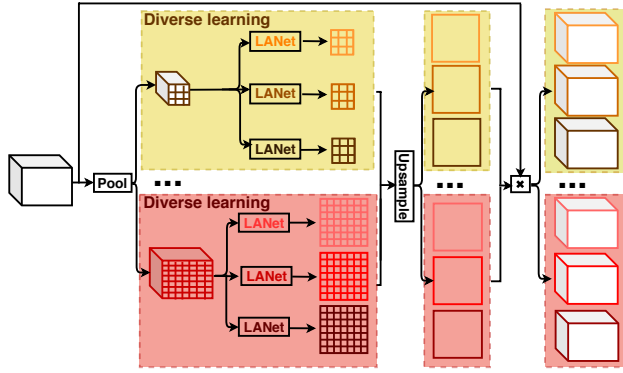 Diverse learning
LANet
LANet
LANet
Pool
...
Upsample
...
×
...
Diverse learning
LANet
LANet
LANet